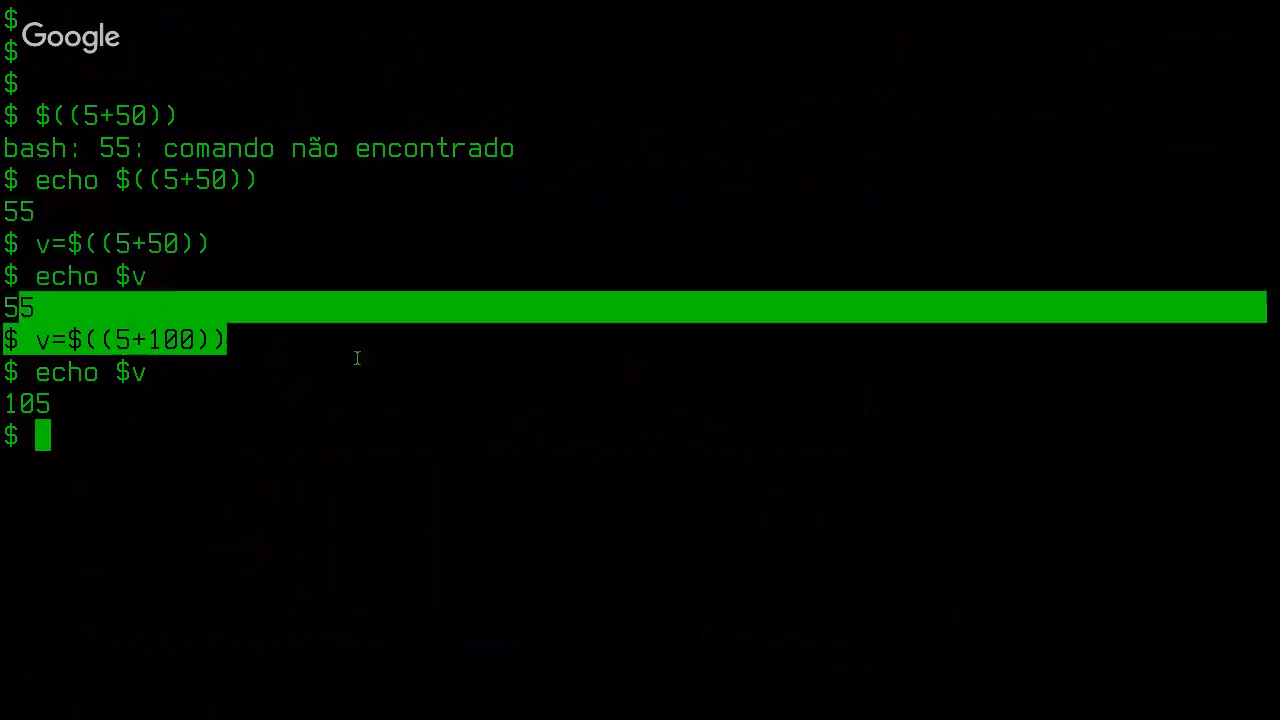 $
Google
$
$
$ $((5+50))
bash: 55: comando não encontrado
$ echo $((5+50))
55
$ v=$((5+50))
$ echo $v
55
$ v=$((5+100))
$ echo $v
105
$